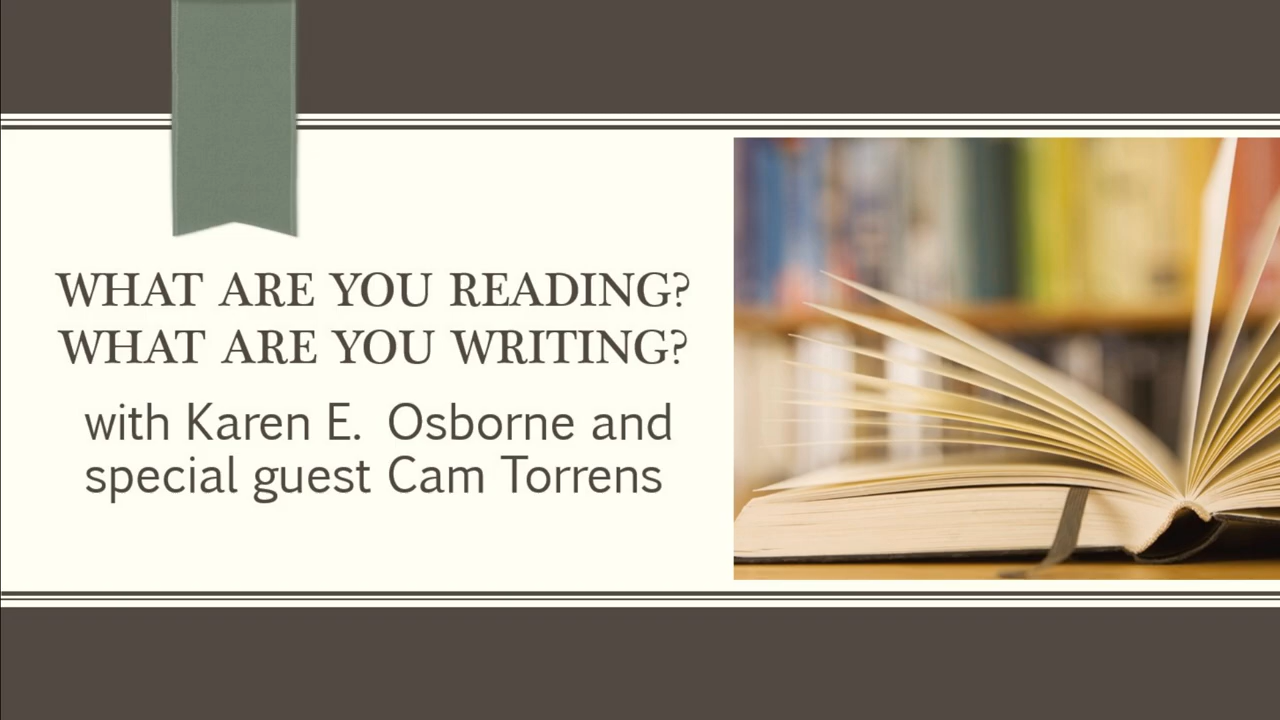 WHAT ARE YOU READING?
WHAT ARE YOU WRITING?
with Karen E.  Osborne and
special guest Cam Torrens